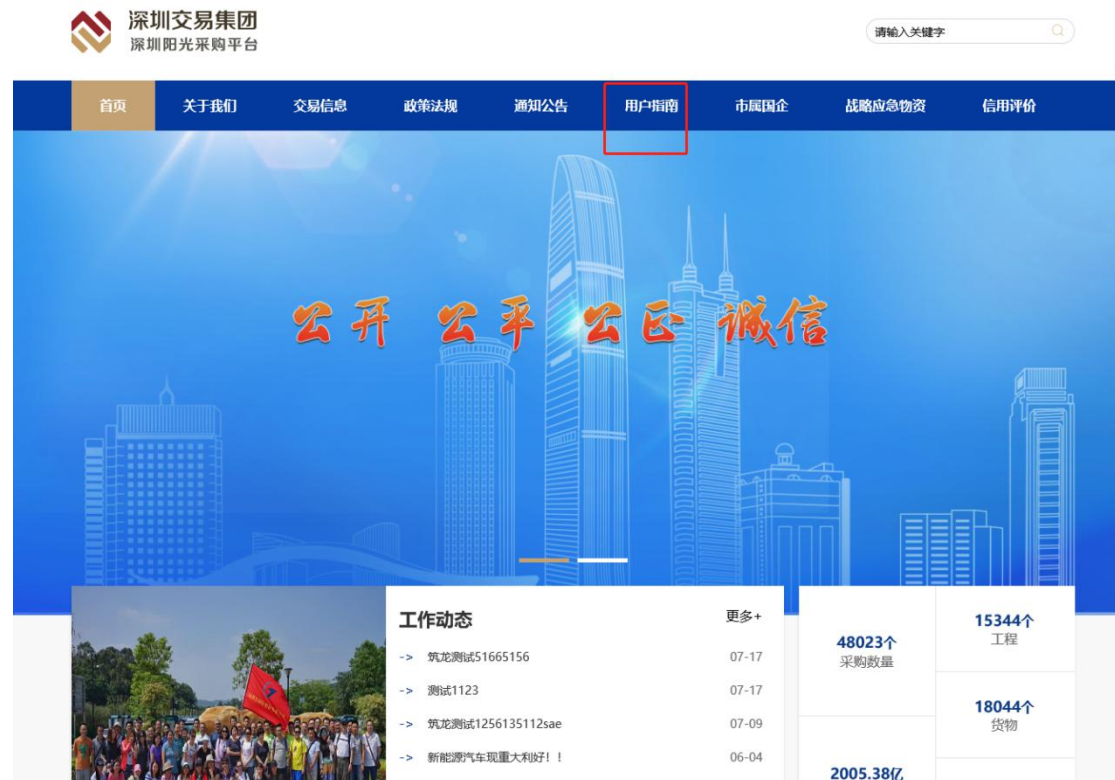 深圳交易集团
深圳阳光采购平台
请输入关键字
首页 关于我们 交易信息 政策法规 通知公告 用户指南 市属国企 战略应急物资 信用评价
公开 公平 公正 诚信
工作动态 更多+
-> 筑龙测试51665156 07-17
-> 测试1123 07-17
-> 筑龙测试1256135112sae 07-09
-> 新能源汽车现重大利好！！ 06-04
48023个
采购数量
15344个
工程
18044个
货物
2005.38亿